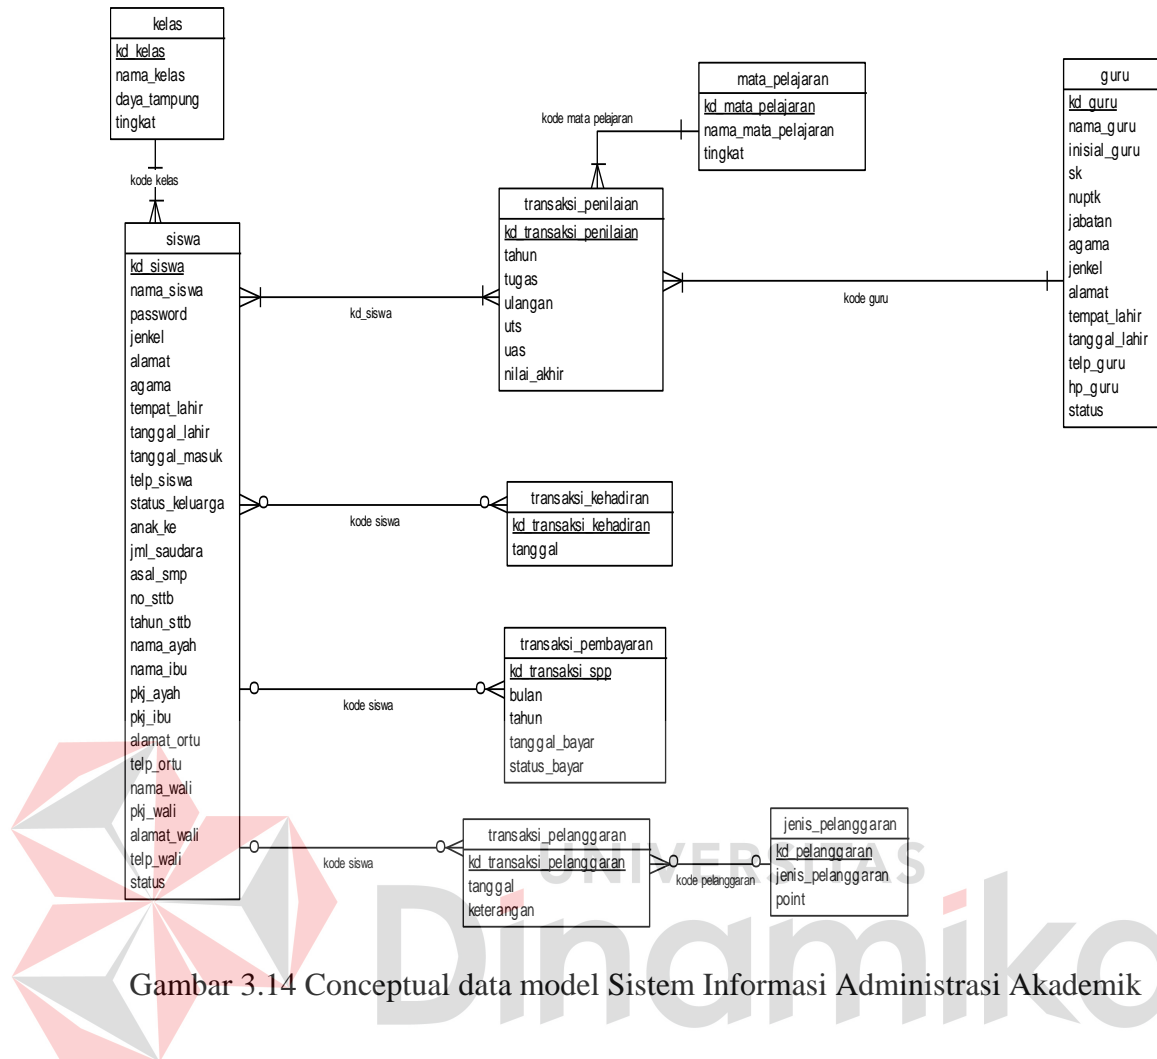 kelas
kd_kelas
nama_kelas
daya_tampung
tingkat
kode kelas
siswa
kd_siswa
nama_siswa
password
jenkel
alamat
agama
tempat_lahir
tanggal_lahir
tanggal_masuk
telp_siswa
status_keluarga
anak_ke
jml_saudara
asal_smp
no_sttb
tahun_sttb
nama_ayah
nama_ibu
pkj_ayah
pkj_ibu
alamat_ortu
telp_ortu
nama_wali
pkj_wali
alamat_wali
telp_wali
status
mata_pelajaran
kd_mata_pelajaran
nama_mata_pelajaran
tingkat
kode mata pelajaran
transaksi_penilaian
kd_transaksi_penilaian
tahun
tugas
ulangan
uts
uas
nilai_akhir
kd_siswa
kode guru
guru
kd_guru
nama_guru
inisial_guru
sk
nuptk
jabatan
agama
jenkel
alamat
tempat_lahir
tanggal_lahir
telp_guru
hp_guru
status
transaksi_kehadiran
kd_transaksi_kehadiran
tanggal
kode siswa
transaksi_pembayaran
kd_transaksi_spp
bulan
tahun
tanggal_bayar
status_bayar
kode siswa
transaksi_pelanggaran
kd_transaksi_pelanggaran
tanggal
keterangan
kode siswa
kode pelanggaran
jenis_pelanggaran
kd_pelanggaran
jenis_pelanggaran
point
UNIVERSITAS
Dinamika
Gambar 3.14 Conceptual data model Sistem Informasi Administrasi Akademik